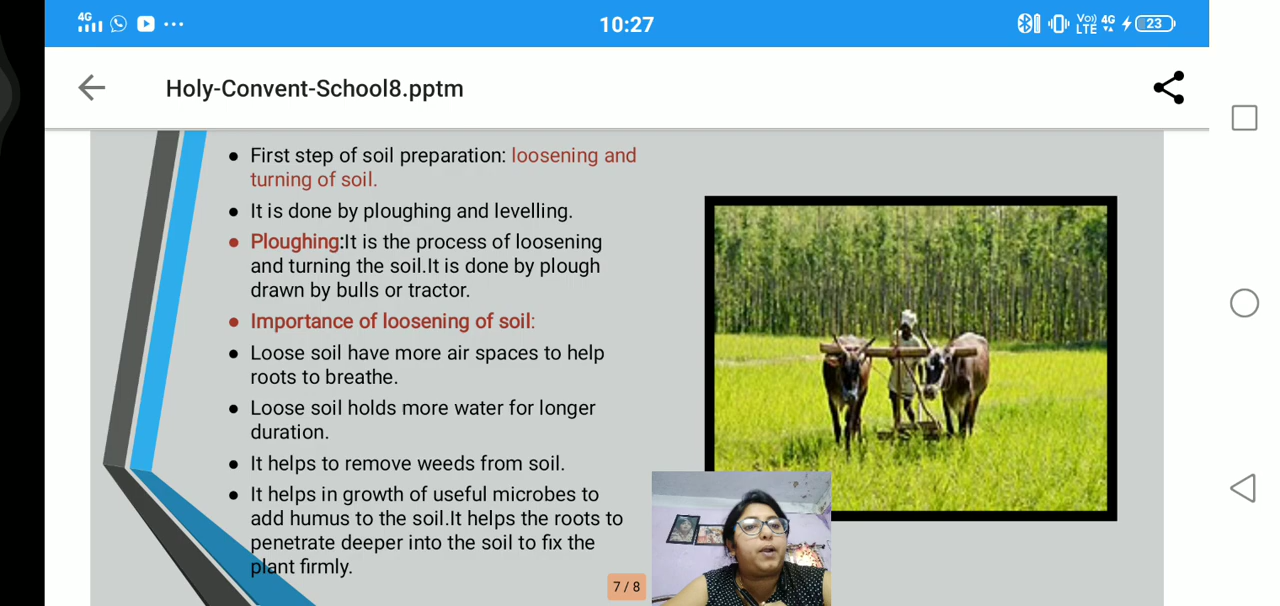 4G 10:27 Vo)) LTE 4G 23
Holy-Convent-School8.pptm
● First step of soil preparation: loosening and
turning of soil.
● It is done by ploughing and levelling.
● Ploughing:It is the process of loosening
and turning the soil.It is done by plough
drawn by bulls or tractor.
● Importance of loosening of soil:
● Loose soil have more air spaces to help
roots to breathe.
● Loose soil holds more water for longer
duration.
● It helps to remove weeds from soil.
● It helps in growth of useful microbes to
add humus to the soil.It helps the roots to
penetrate deeper into the soil to fix the
plant firmly.
7 / 8